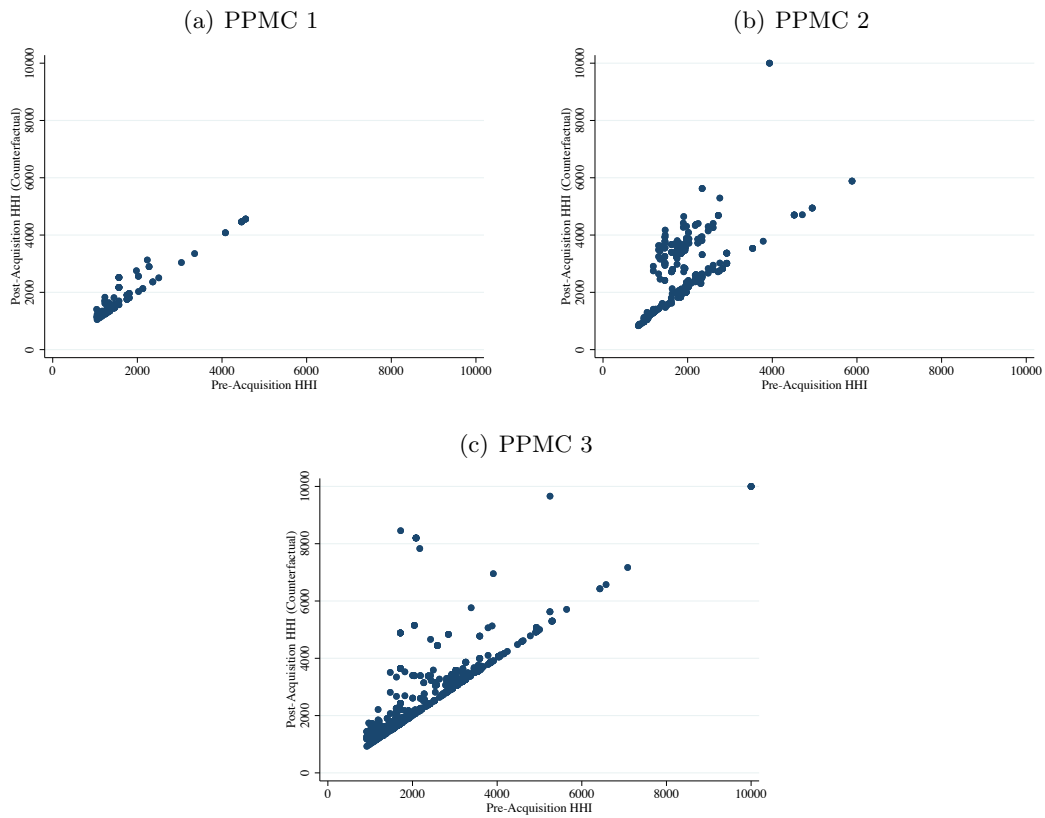 (a) PPMC 1
Post-Acquisition HHI (Counterfactual)
10000
8000
6000
4000
2000
0
0 2000 4000 6000 8000 10000
Pre-Acquisition HHI
(b) PPMC 2
Post-Acquisition HHI (Counterfactual)
10000
8000
6000
4000
2000
0
0 2000 4000 6000 8000 10000
Pre-Acquisition HHI
(c) PPMC 3
Post-Acquisition HHI (Counterfactual)
10000
8000
6000
4000
2000
0
0 2000 4000 6000 8000 10000
Pre-Acquisition HHI